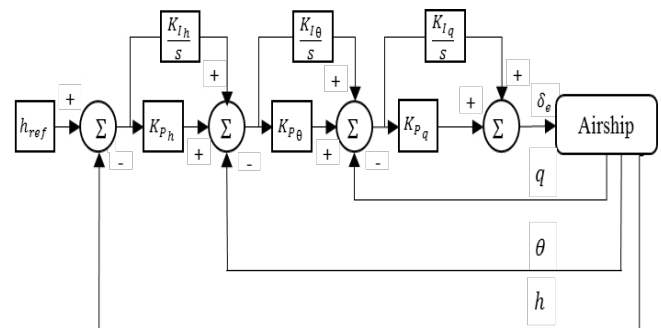 K_{I_h}
s
K_{I_θ}
s
K_{I_q}
s
+
+
+
+
h_{ref}
Σ
K_{P_h}
+
Σ
K_{P_θ}
+
Σ
K_{P_q}
+
Σ
δ_e
Airship
-
-
-
q
θ
h